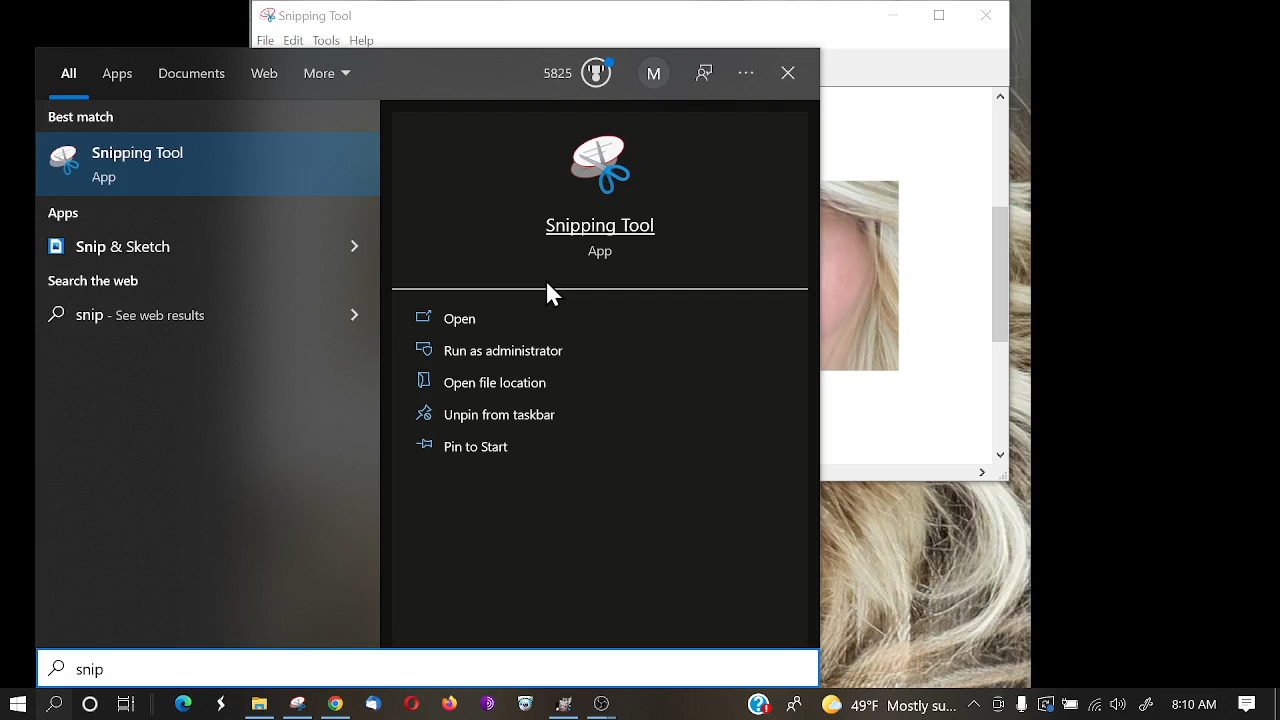 Snipping Tool
File Edit Tools Help
All Apps Documents Web More 5825 M
Best match
Snipping Tool
App
Apps
Snip & Sketch
Search the web
snip - See web results
Snipping Tool
App
Open
Run as administrator
Open file location
Unpin from taskbar
Pin to Start
snip
49°F Mostly su... 8:10 AM